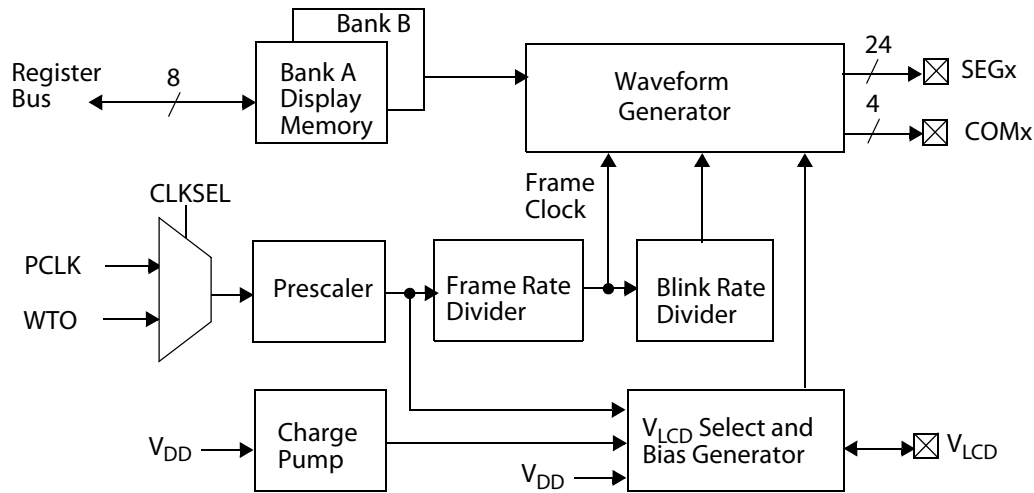 Bank B
24
Register
Bus
8
Bank A
Display
Memory
Waveform
Generator
SEGx
4
COMx
Frame
Clock
CLKSEL
PCLK
WTO
Prescaler
Frame Rate
Divider
Blink Rate
Divider
VDD
Charge
Pump
VLCD Select and
Bias Generator
VDD
VLCD